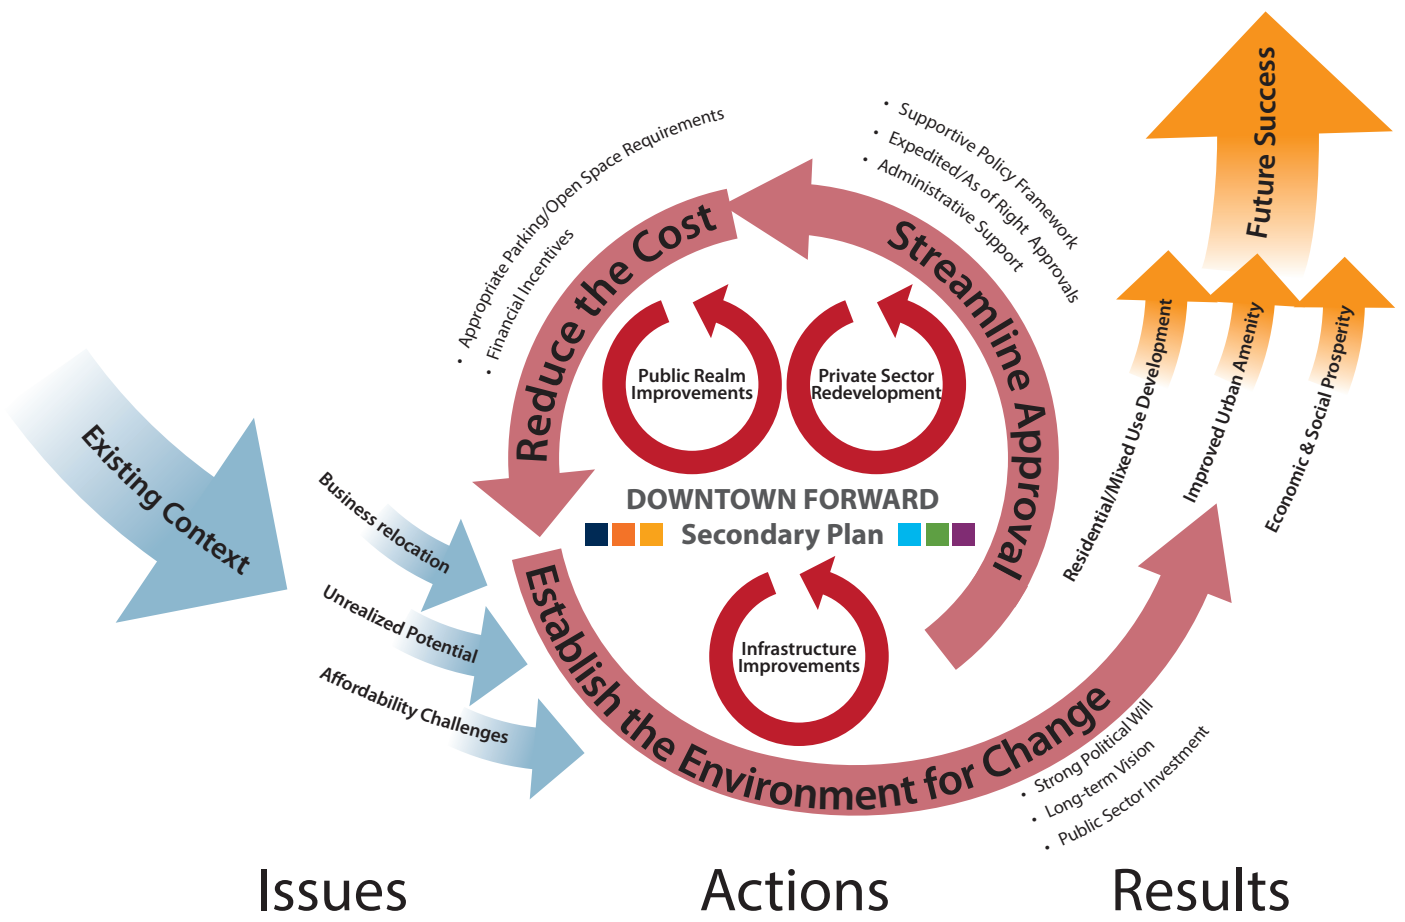 Existing Context
Business relocation
Unrealized Potential
Affordability Challenges
Reduce the Cost
• Appropriate Parking/Open Space Requirements
• Financial Incentives
Streamline Approval
• Supportive Policy Framework
• Expedited/As of Right Approvals
• Administrative Support
Public Realm
Improvements
Private Sector
Redevelopment
DOWNTOWN FORWARD
Secondary Plan
Infrastructure
Improvements
Establish the Environment for Change
• Strong Political Will
• Long-term Vision
• Public Sector Investment
Residential/Mixed Use Development
Improved Urban Amenity
Economic & Social Prosperity
Future Success
Issues
Actions
Results